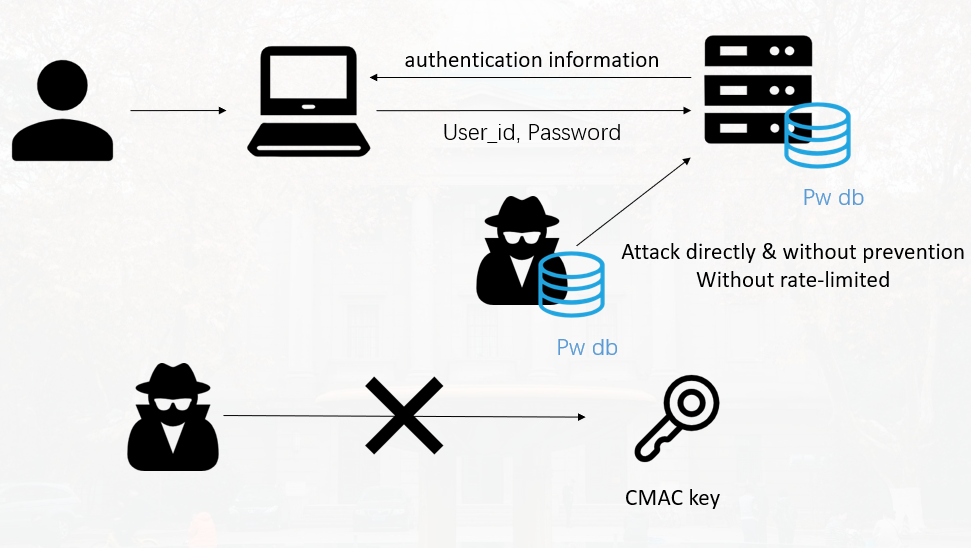 authentication information
User_id, Password
Pw db
Attack directly & without prevention
Without rate-limited
Pw db
CMAC key